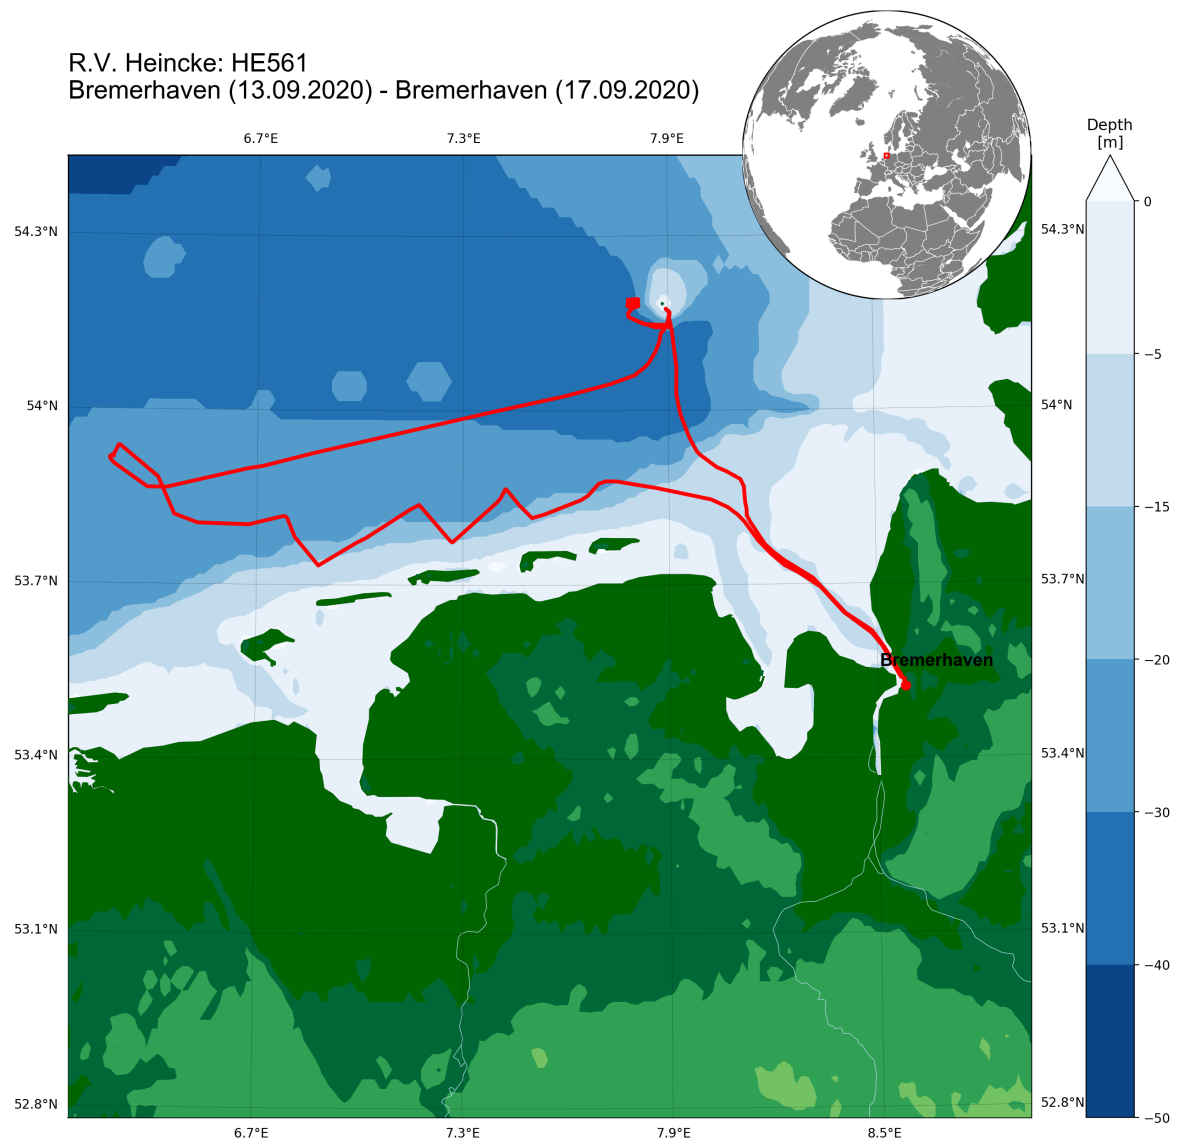 R.V. Heincke: HE561
Bremerhaven (13.09.2020) - Bremerhaven (17.09.2020)
Depth
[m]
6.7°E 7.3°E 7.9°E
0
54.3°N 54.3°N
−5
54°N 54°N
−15
53.7°N 53.7°N
−20
Bremerhaven
53.4°N 53.4°N
−30
53.1°N 53.1°N
−40
52.8°N 52.8°N
−50
6.7°E 7.3°E 7.9°E 8.5°E